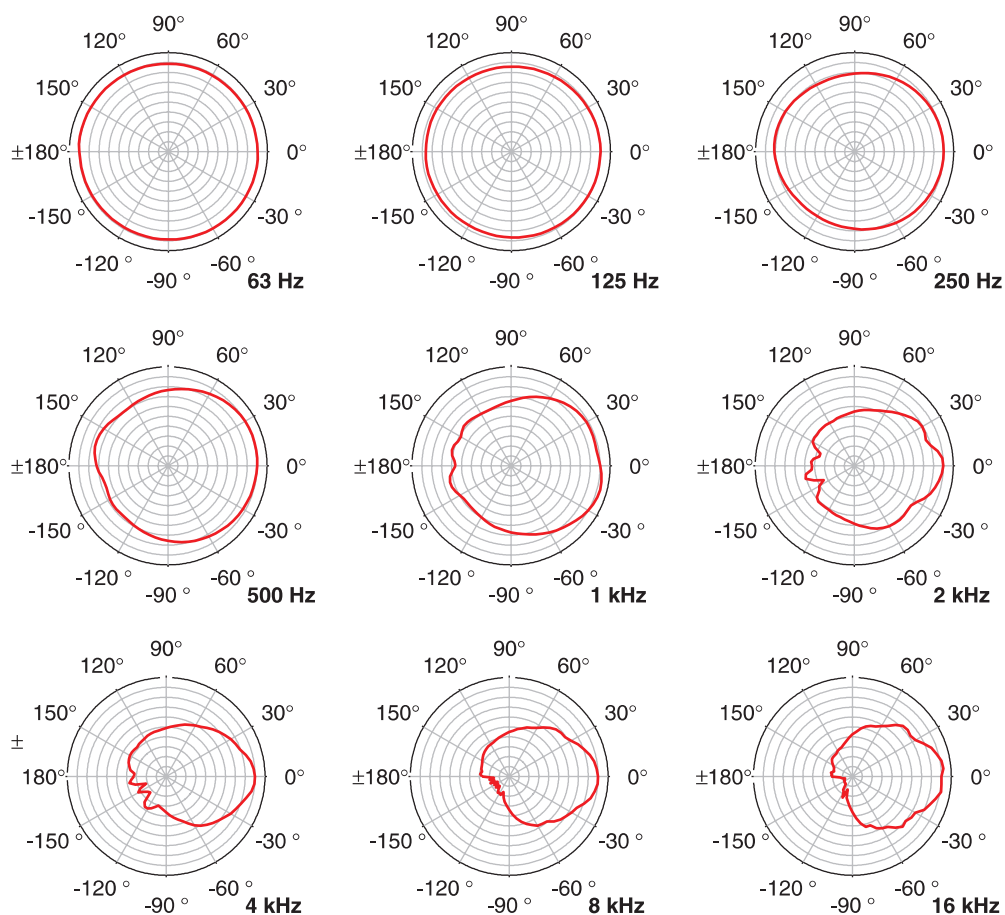 90° 90° 90°
120° 60° 120° 60° 120° 60°
150° 30° 150° 30° 150° 30°
±180° 0° ±180° 0° ±180° 0°
-150 ° -30 ° -150 ° -30 ° -150 ° -30 °
-120 ° -60 ° -120 ° -60 ° -120 ° -60 °
-90 ° 63 Hz -90 ° 125 Hz -90 ° 250 Hz
90° 90° 90°
120° 60° 120° 60° 120° 60°
150° 30° 150° 30° 150° 30°
±180° 0° ±180° 0° ±180° 0°
-150 ° -30 ° -150 ° -30 ° -150 ° -30 °
-120 ° -60 ° -120 ° -60 ° -120 ° -60 °
-90 ° 500 Hz -90 ° 1 kHz -90 ° 2 kHz
90° 90° 90°
120° 60° 120° 60° 120° 60°
150° 30° 150° 30° 150° 30°
±
180° 0° ±180° 0° ±180° 0°
-150 ° -30 ° -150 ° -30 ° -150 ° -30 °
-120 ° -60 ° -120 ° -60 ° -120 ° -60 °
-90 ° 4 kHz -90 ° 8 kHz -90 ° 16 kHz